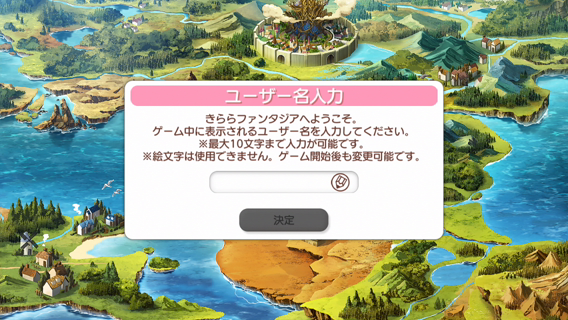 ユーザー名入力
きららファンタジアへようこそ。
ゲーム中に表示されるユーザー名を入力してください。
※最大10文字まで入力が可能です。
※絵文字は使用できません。ゲーム開始後も変更可能です。
決定